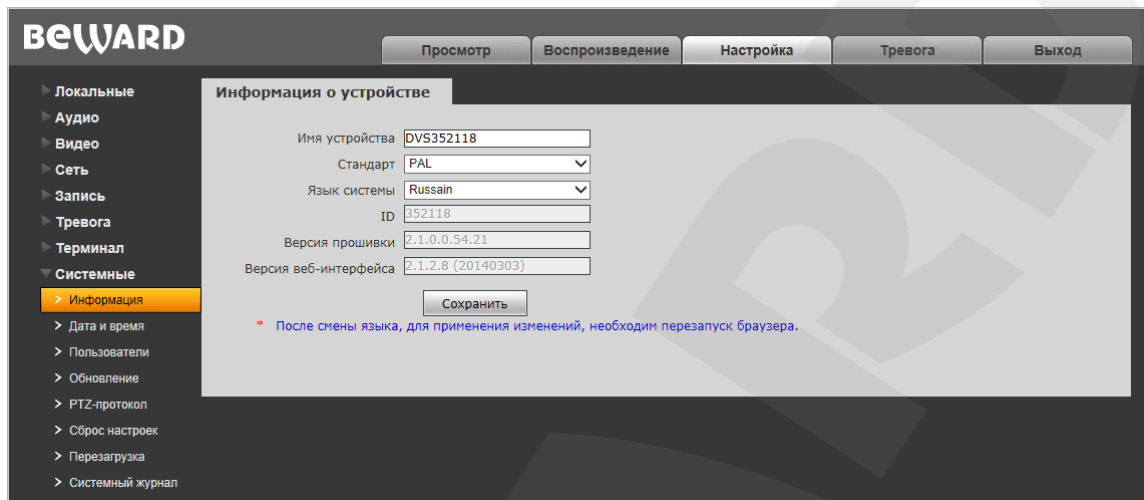 BEWARD
Просмотр Воспроизведение Настройка Тревога Выход
Локальные
Аудио
Видео
Сеть
Запись
Тревога
Терминал
Системные
> Информация
> Дата и время
> Пользователи
> Обновление
> PTZ-протокол
> Сброс настроек
> Перезагрузка
> Системный журнал
Информация о устройстве
Имя устройства DVS352118
Стандарт PAL
Язык системы Russain
ID 352118
Версия прошивки 2.1.0.0.54.21
Версия веб-интерфейса 2.1.2.8 (20140303)
Сохранить
* После смены языка, для применения изменений, необходим перезапуск браузера.